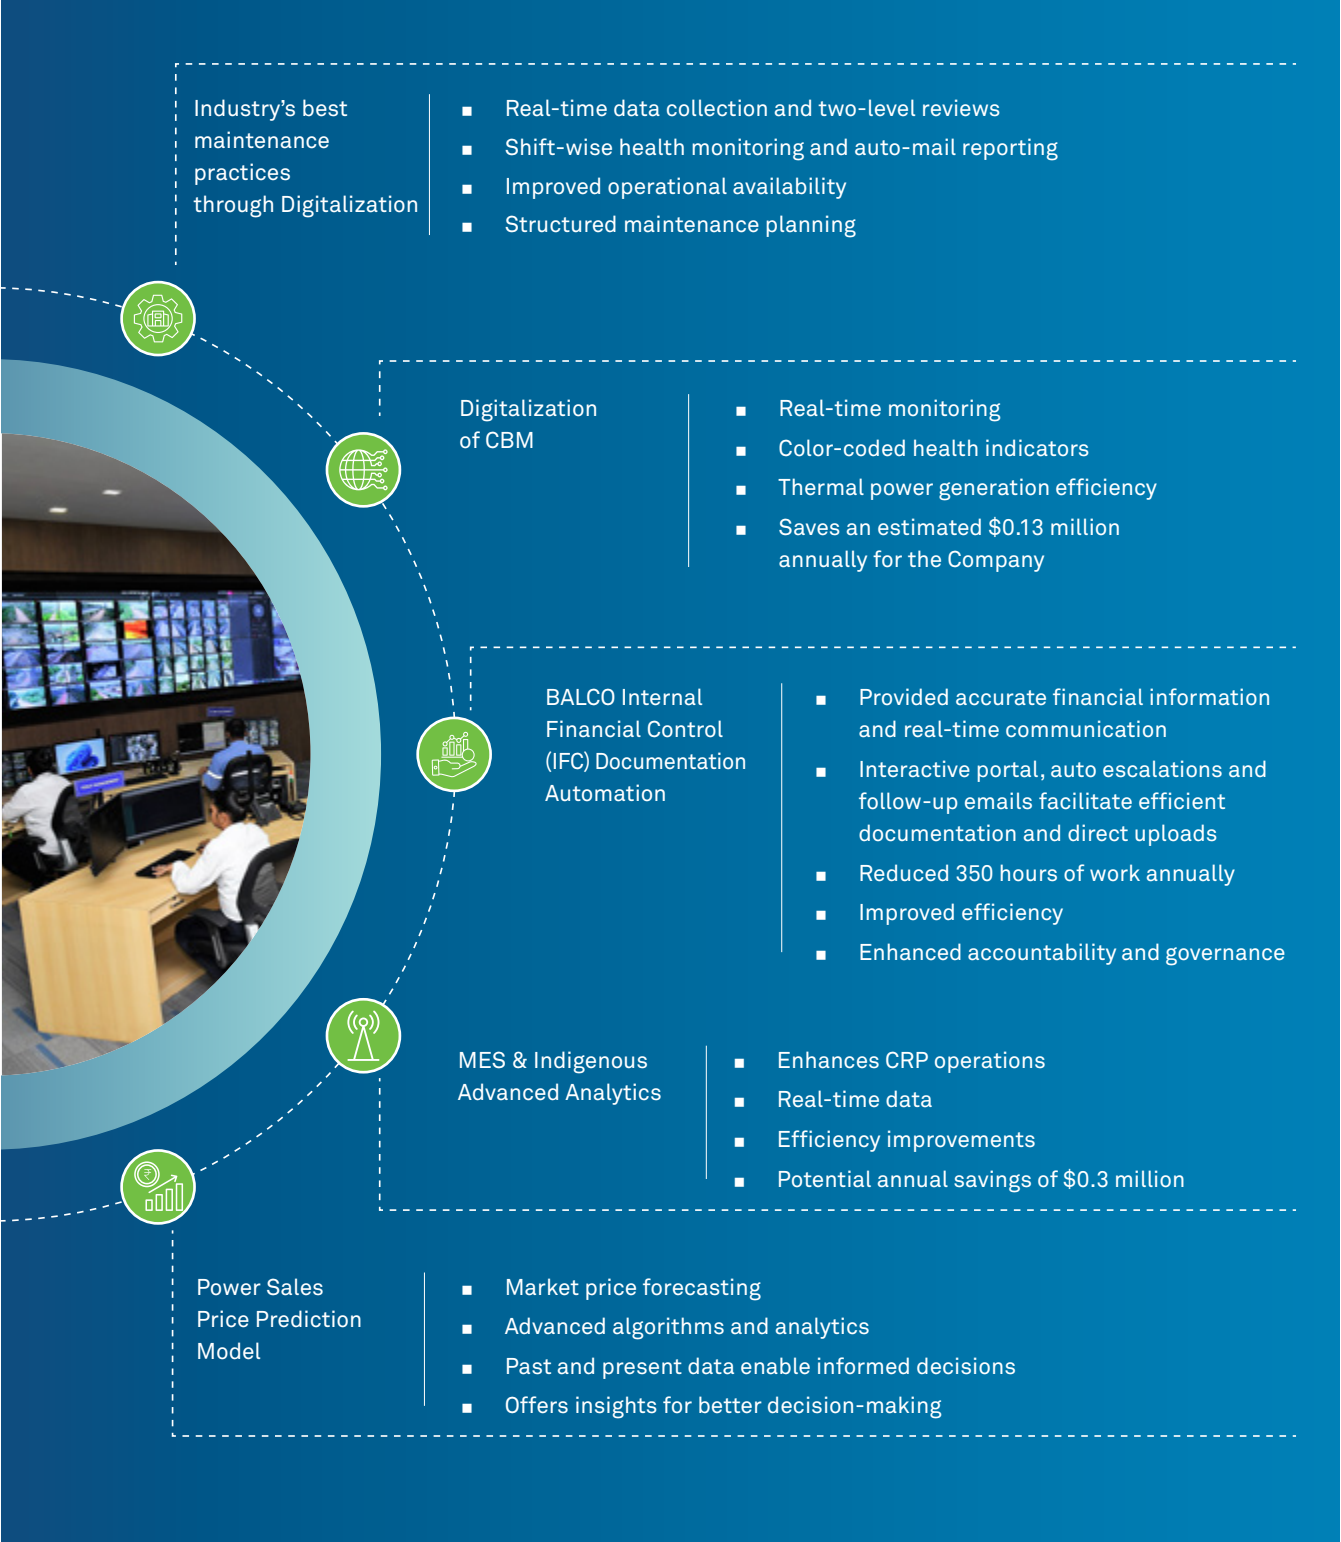 Industry's best
maintenance
practices
through Digitalization
▪ Real-time data collection and two-level reviews
▪ Shift-wise health monitoring and auto-mail reporting
▪ Improved operational availability
▪ Structured maintenance planning
Digitalization
of CBM
▪ Real-time monitoring
▪ Color-coded health indicators
▪ Thermal power generation efficiency
▪ Saves an estimated $0.13 million
annually for the Company
BALCO Internal
Financial Control
(IFC) Documentation
Automation
▪ Provided accurate financial information
and real-time communication
▪ Interactive portal, auto escalations and
follow-up emails facilitate efficient
documentation and direct uploads
▪ Reduced 350 hours of work annually
▪ Improved efficiency
▪ Enhanced accountability and governance
MES & Indigenous
Advanced Analytics
▪ Enhances CRP operations
▪ Real-time data
▪ Efficiency improvements
▪ Potential annual savings of $0.3 million
₹
Power Sales
Price Prediction
Model
▪ Market price forecasting
▪ Advanced algorithms and analytics
▪ Past and present data enable informed decisions
▪ Offers insights for better decision-making